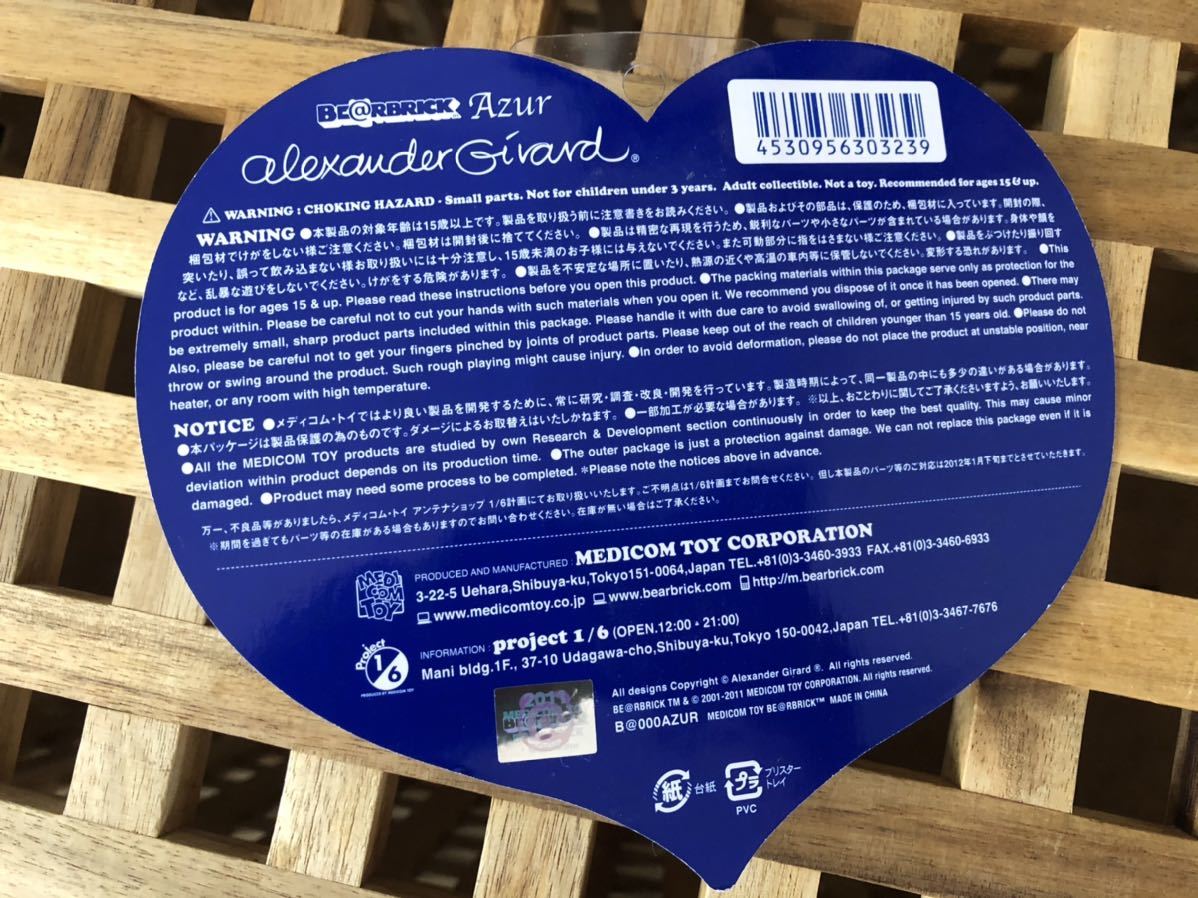 BE@RBRICK Azur
alexander Girard®
4530956303239
WARNING : CHOKING HAZARD - Small parts. Not for children under 3 years. Adult collectible. Not a toy. Recommended for ages 15 & up.
WARNING ●本製品の対象年齢は15歳以上です。製品を取り扱う前に注意書きをお読みください。 ●製品およびその部品は、保護のため、梱包材に入っています。開封の際、
梱包材でけがをしない様ご注意ください。梱包材は開封後に捨ててください。 ●製品は精密な再現を行うため、鋭利なパーツや小さなパーツが含まれている場合があります。身体や顔を
突いたり、誤って飲み込まない様お取り扱いには十分注意し、15歳未満のお子様には与えないでください。また可動部分に指をはさまない様ご注意ください。 ●製品をぶつけたり振り回す
など、乱暴な遊びをしないでください。けがをする危険があります。 ●製品を不安定な場所に置いたり、熱源の近くや高温の車内等に保管しないでください。変形する恐れがあります。 ●This
product is for ages 15 & up. Please read these instructions before you open this product. ●The packing materials within this package serve only as protection for the
product within. Please be careful not to cut your hands with such materials when you open it. We recommend you dispose of it once it has been opened. ●There may
be extremely small, sharp product parts included within this package. Please handle it with due care to avoid swallowing of, or getting injured by such product parts.
Also, please be careful not to get your fingers pinched by joints of product parts. Please keep out of the reach of children younger than 15 years old. ●Please do not
throw or swing around the product. Such rough playing might cause injury. ●In order to avoid deformation, please do not place the product at unstable position, near
heater, or any room with high temperature.
NOTICE ●メディコム・トイではより良い製品を開発するために、常に研究・調査・改良・開発を行っています。製造時期によって、同一製品の中にも多少の違いがある場合があります。
●本パッケージは製品保護の為のものです。ダメージによるお取替えはいたしかねます。 ●一部加工が必要な場合があります。 ※以上、おことわりに関してご了承くださいますよう、お願いいたします。
●All the MEDICOM TOY products are studied by own Research & Development section continuously in order to keep the best quality. This may cause minor
deviation within product depends on its production time. ●The outer package is just a protection against damage. We can not replace this package even if it is
damaged. ●Product may need some process to be completed. *Please note the notices above in advance.
万一、不良品等がありましたら、メディコム・トイ アンテナショップ 1/6計画にてお取り扱いいたします。ご不明点は1/6計画までお問合せください。 但し本製品のパーツ等のご対応は2012年1月下旬までとさせていただきます。
※期間を過ぎてもパーツ等の在庫がある場合もありますのでお問い合わせください。在庫が無い場合はご了承ください。
MEDI COM TOY
PRODUCED AND MANUFACTURED : MEDICOM TOY CORPORATION
3-22-5 Uehara,Shibuya-ku,Tokyo151-0064,Japan TEL.+81(0)3-3460-3933 FAX.+81(0)3-3460-6933
www.medicomtoy.co.jp www.bearbrick.com http://m.bearbrick.com
Project 1/6
PRODUCED BY MEDICOM TOY
INFORMATION : project 1/6 (OPEN.12:00 - 21:00)
Mani bldg.1F., 37-10 Udagawa-cho,Shibuya-ku,Tokyo 150-0042,Japan TEL.+81(0)3-3467-7676
2011
All designs Copyright © Alexander Girard ®. All rights reserved.
BE@RBRICK TM & © 2001-2011 MEDICOM TOY CORPORATION. All rights reserved.
B@000AZUR MEDICOM TOY BE@RBRICK™ MADE IN CHINA
紙 台紙 プラ ブリスター
トレイ
PVC